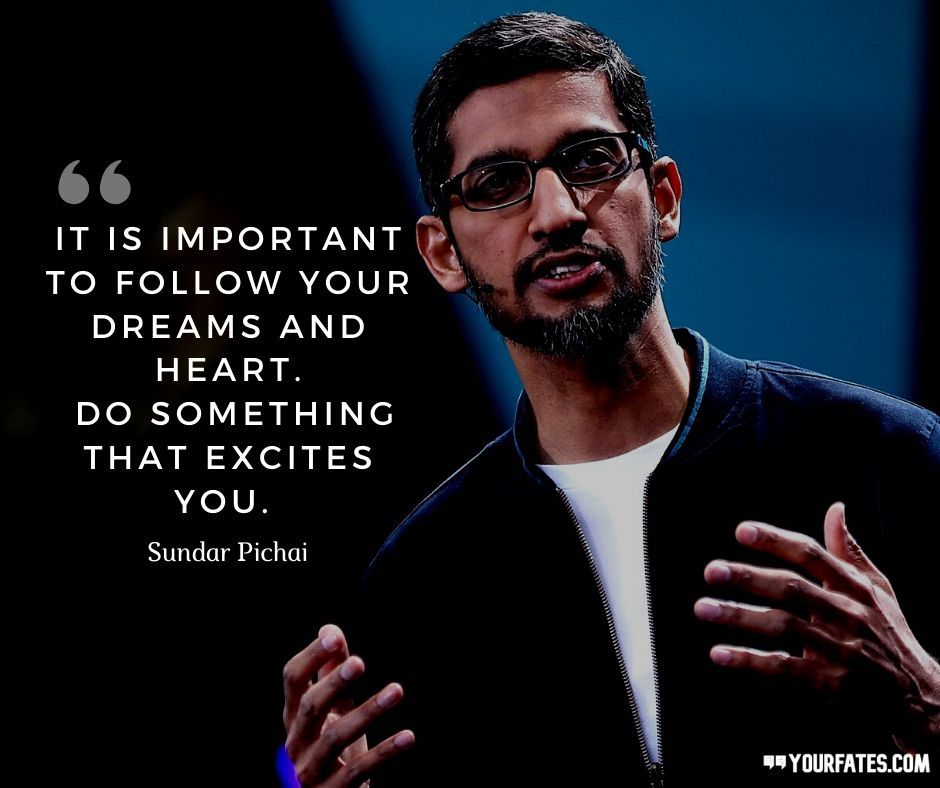 IT IS IMPORTANT
TO FOLLOW YOUR
DREAMS AND
HEART.
DO SOMETHING
THAT EXCITES
YOU.
Sundar Pichai
YOURFATES.COM